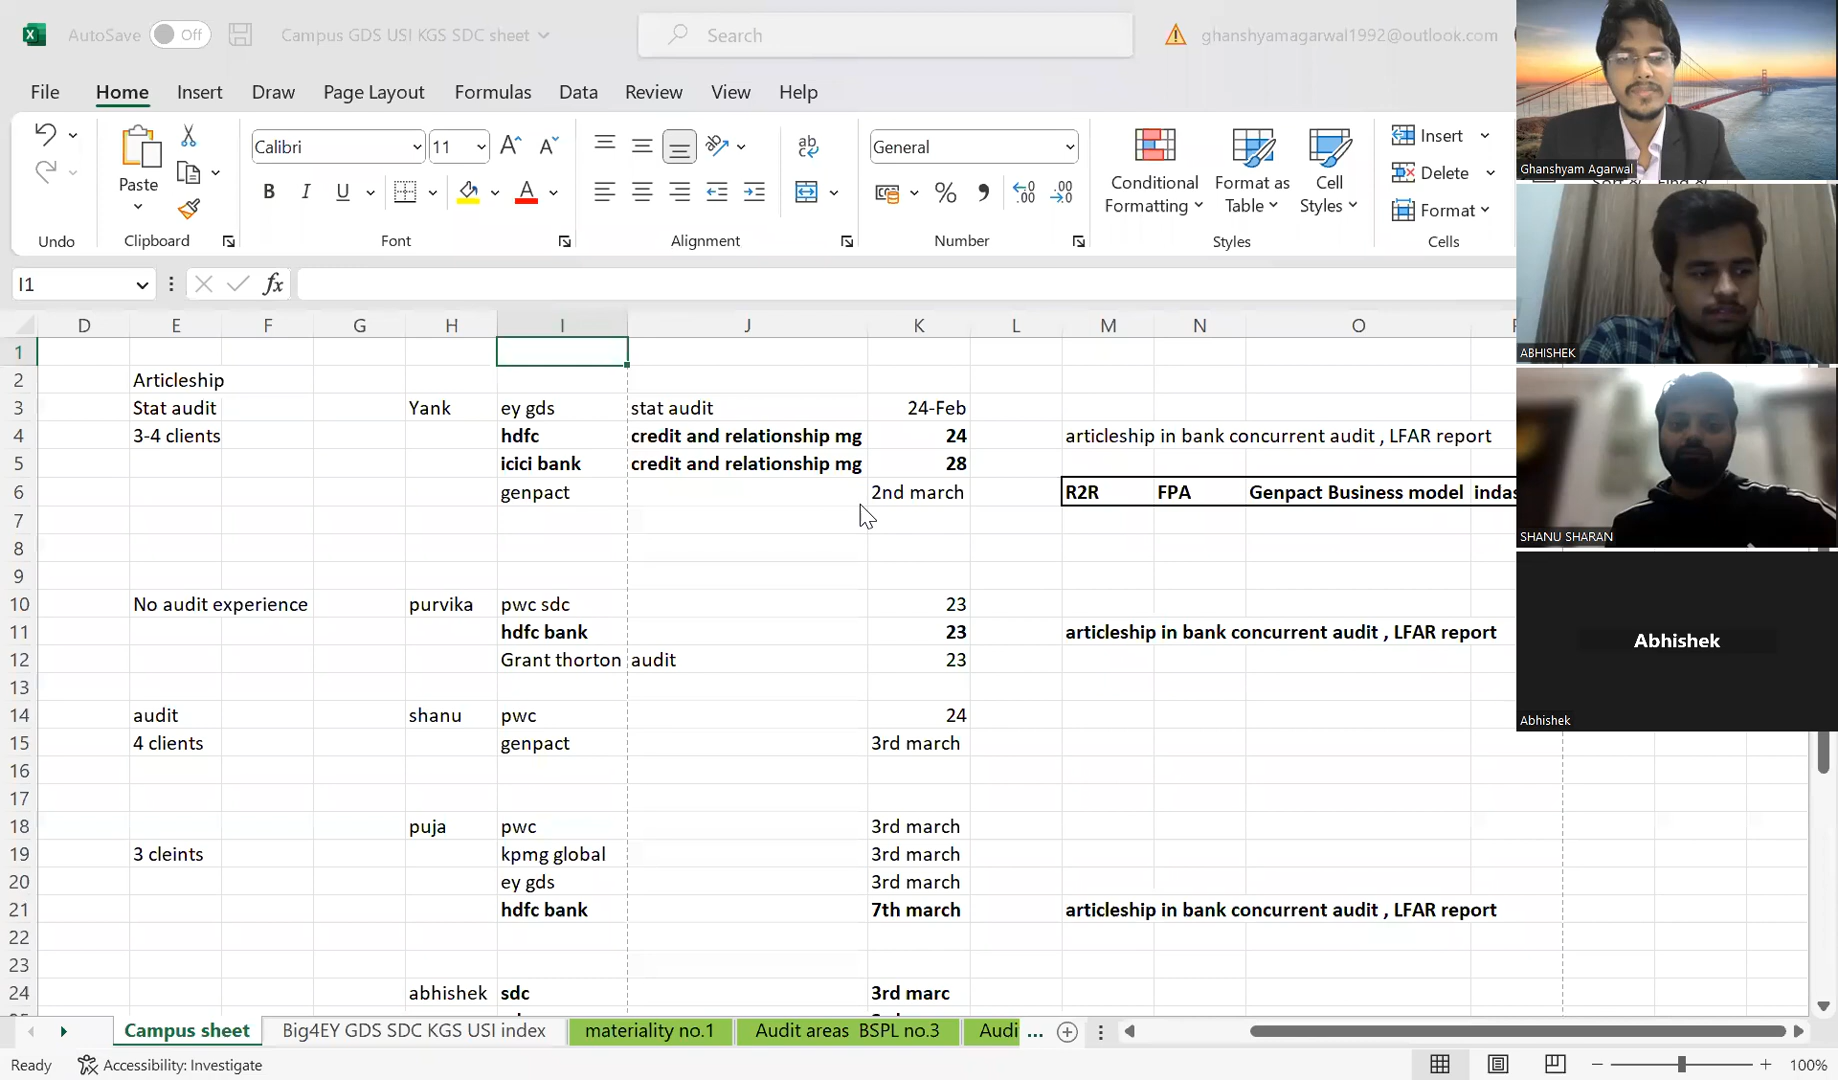 AutoSave Off Campus GDS USI KGS SDC sheet Search ghanshyamagarwal1992@outlook.com
File Home Insert Draw Page Layout Formulas Data Review View Help
Calibri 11 ab General Insert
Paste Conditional Formatting Format as Table Cell Styles Delete
B I U A % Format
Undo Clipboard Font Alignment Number Styles Cells
I1 fx
D E F G H I J K L M N O
1
2 Articleship
3 Stat audit Yank ey gds stat audit 24-Feb
4 3-4 clients hdfc credit and relationship mg 24 articleship in bank concurrent audit , LFAR report
5 icici bank credit and relationship mg 28
6 genpact 2nd march R2R FPA Genpact Business model indas
7
8
9
10 No audit experience purvika pwc sdc 23
11 hdfc bank 23 articleship in bank concurrent audit , LFAR report
12 Grant thorton audit 23
13
14 audit shanu pwc 24
15 4 clients genpact 3rd march
16
17
18 puja pwc 3rd march
19 3 cleints kpmg global 3rd march
20 ey gds 3rd march
21 hdfc bank 7th march articleship in bank concurrent audit , LFAR report
22
23
24 abhishek sdc 3rd marc
Campus sheet Big4EY GDS SDC KGS USI index materiality no.1 Audit areas BSPL no.3 Audi ...
Ready Accessibility: Investigate 100%
Ghanshyam Agarwal
ABHISHEK
SHANU SHARAN
Abhishek
Abhishek